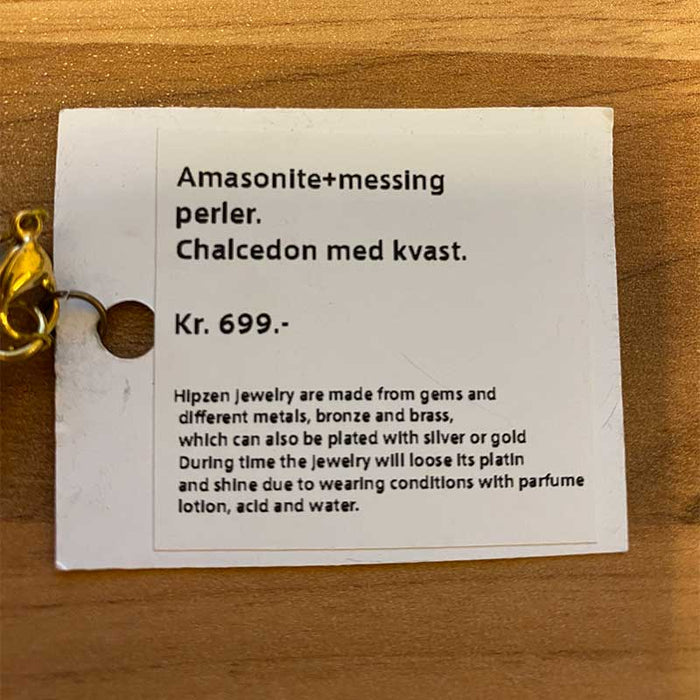 Amasonite+messing
perler.
Chalcedon med kvast.
Kr. 699.-
Hipzen jewelry are made from gems and
different metals, bronze and brass,
which can also be plated with silver or gold
During time the jewelry will loose its platin
and shine due to wearing conditions with parfume
lotion, acid and water.